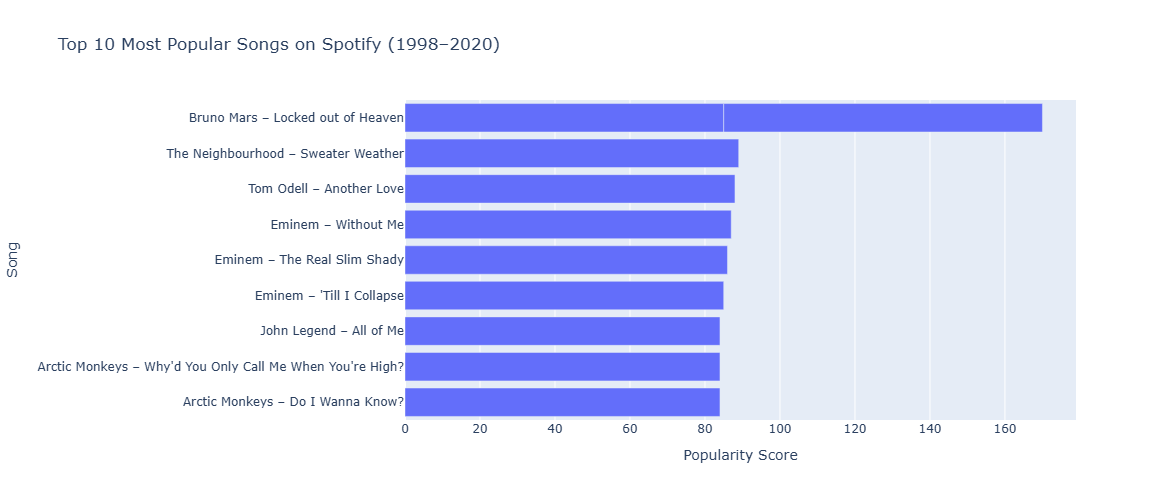 Top 10 Most Popular Songs on Spotify (1998–2020)
Song
Bruno Mars – Locked out of Heaven
The Neighbourhood – Sweater Weather
Tom Odell – Another Love
Eminem – Without Me
Eminem – The Real Slim Shady
Eminem – 'Till I Collapse
John Legend – All of Me
Arctic Monkeys – Why'd You Only Call Me When You're High?
Arctic Monkeys – Do I Wanna Know?
0 20 40 60 80 100 120 140 160
Popularity Score